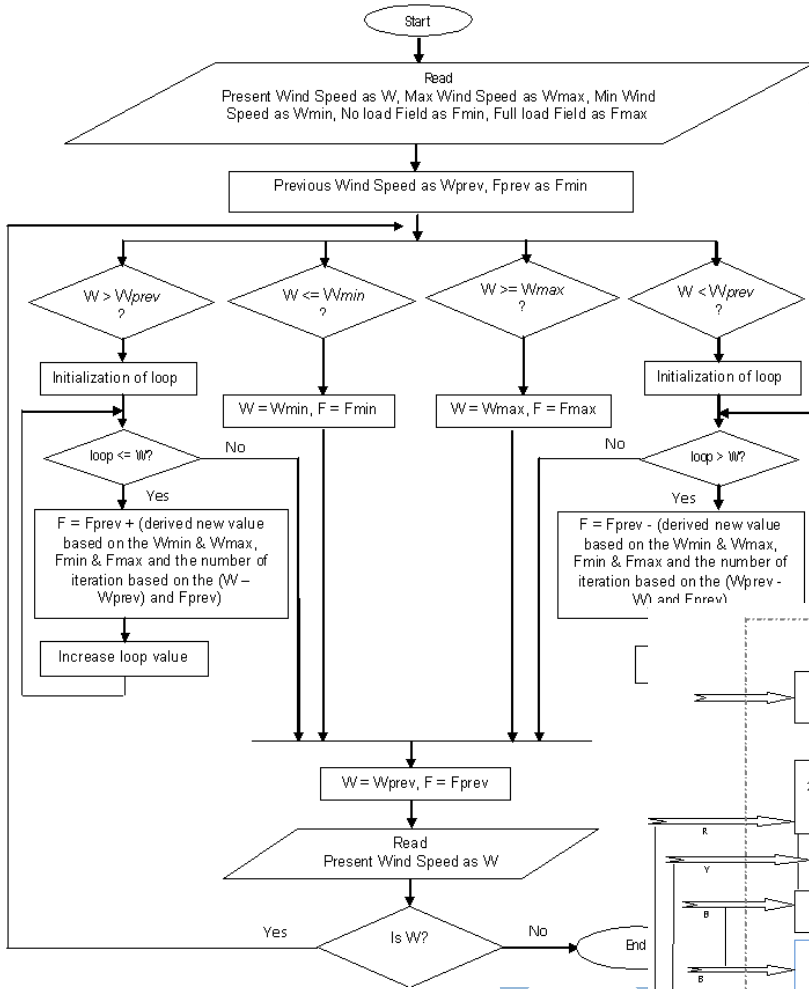 Start
Read
Present Wind Speed as W, Max Wind Speed as Wmax, Min Wind
Speed as Wmin, No load Field as Fmin, Full load Field as Fmax
Previous Wind Speed as Wprev, Fprev as Fmin
W > Wprev
?
W <= Wmin
?
W >= Wmax
?
W < Wprev
?
Initialization of loop
W = Wmin, F = Fmin
W = Wmax, F = Fmax
Initialization of loop
loop <= W?
No
Yes
No
loop > W?
Yes
F = Fprev + (derived new value
based on the Wmin & Wmax,
Fmin & Fmax and the number of
iteration based on the (W –
Wprev) and Fprev)
F = Fprev - (derived new value
based on the Wmin & Wmax,
Fmin & Fmax and the number of
iteration based on the (Wprev -
W) and Fprev)
Increase loop value
W = Wprev, F = Fprev
Read
Present Wind Speed as W
Is W?
Yes
No
End
R
Y
B
B